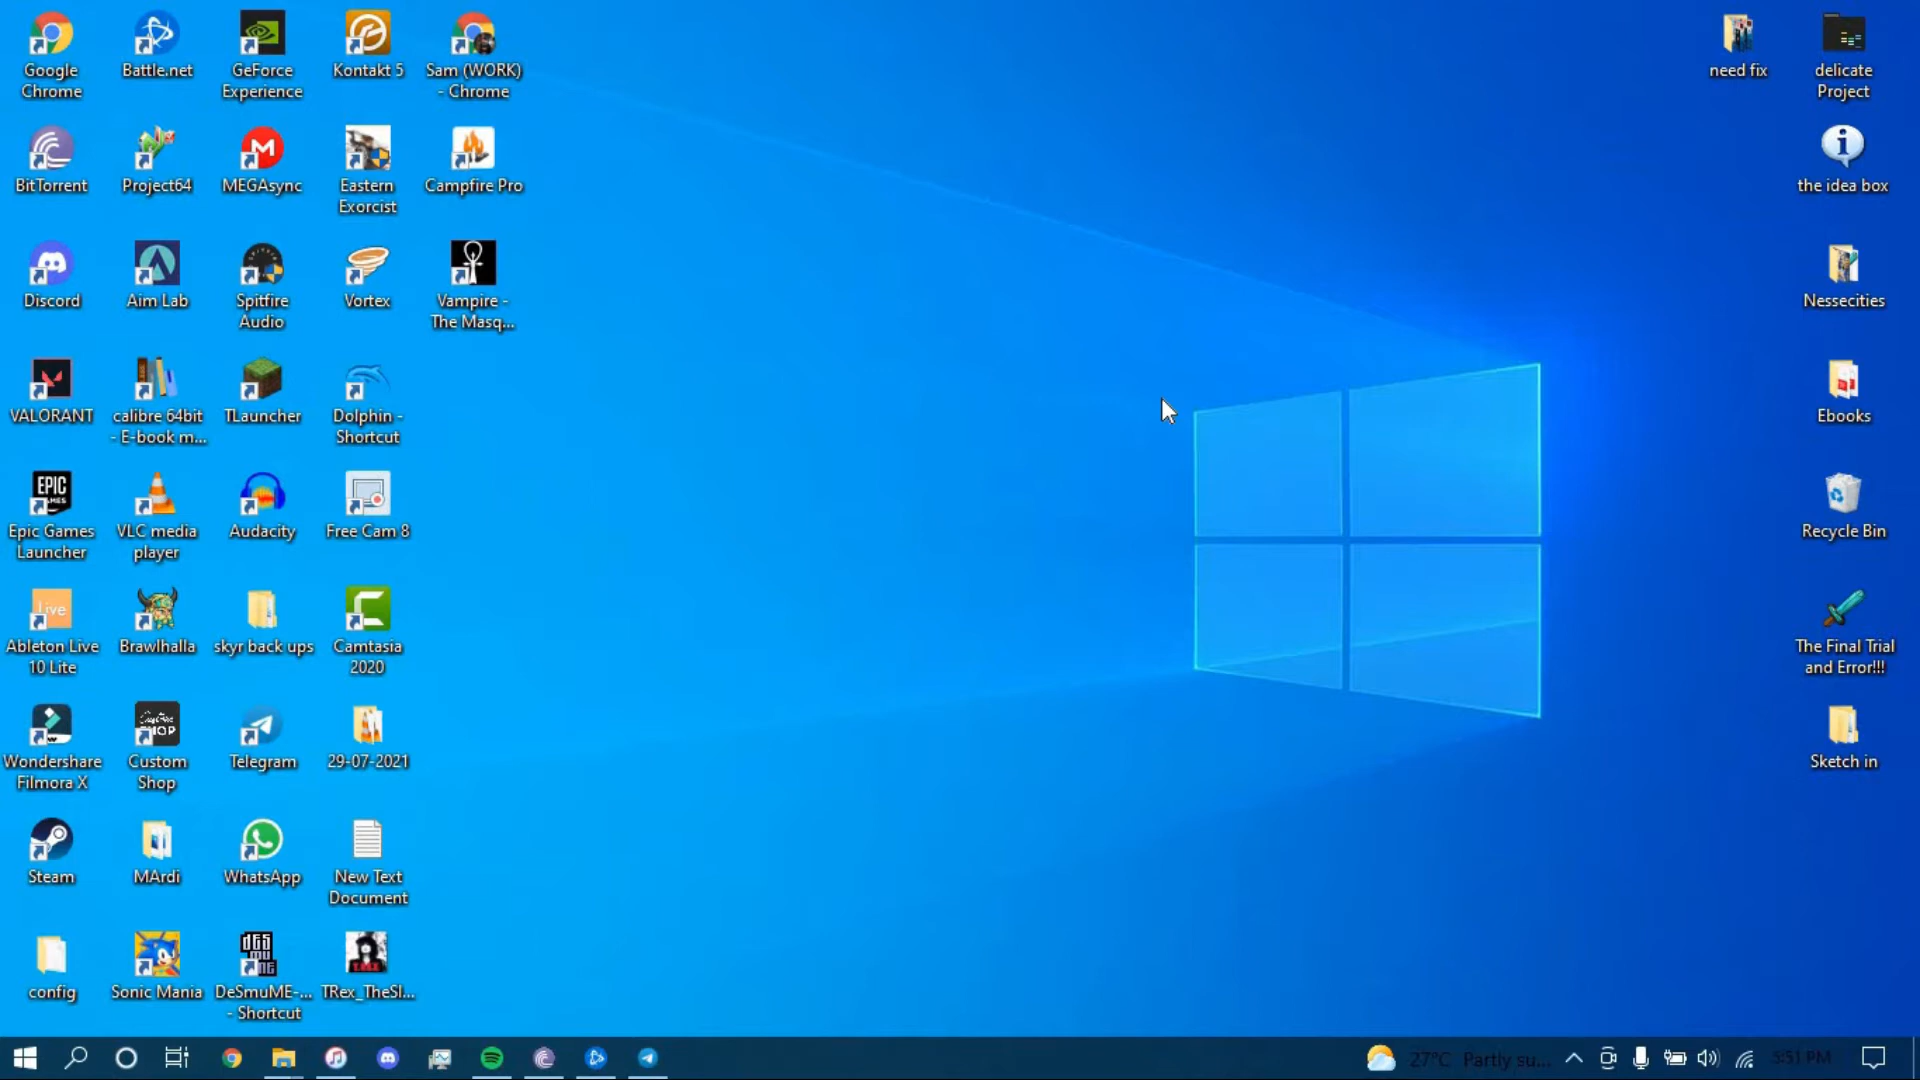 Google
Chrome
Battle.net
GeForce
Experience
Kontakt 5
Sam (WORK)
- Chrome
need fix
delicate
Project
BitTorrent
Project64
MEGAsync
Eastern
Exorcist
Campfire Pro
the idea box
Discord
Aim Lab
Spitfire
Audio
Vortex
Vampire -
The Masq...
Nessecities
VALORANT
calibre 64bit
- E-book m...
TLauncher
Dolphin -
Shortcut
Ebooks
EPIC
GAMES
Epic Games
Launcher
VLC media
player
Audacity
Free Cam 8
Recycle Bin
Live
Ableton Live
10 Lite
Brawlhalla
skyr back ups
Camtasia
2020
The Final Trial
and Error!!!
Wondershare
Filmora X
Custom
Shop
Telegram
29-07-2021
Sketch in
Steam
MArdi
WhatsApp
New Text
Document
config
Sonic Mania
DeSmuME-...
- Shortcut
TRex_TheSl...
27°C Partly su...
5:51 PM